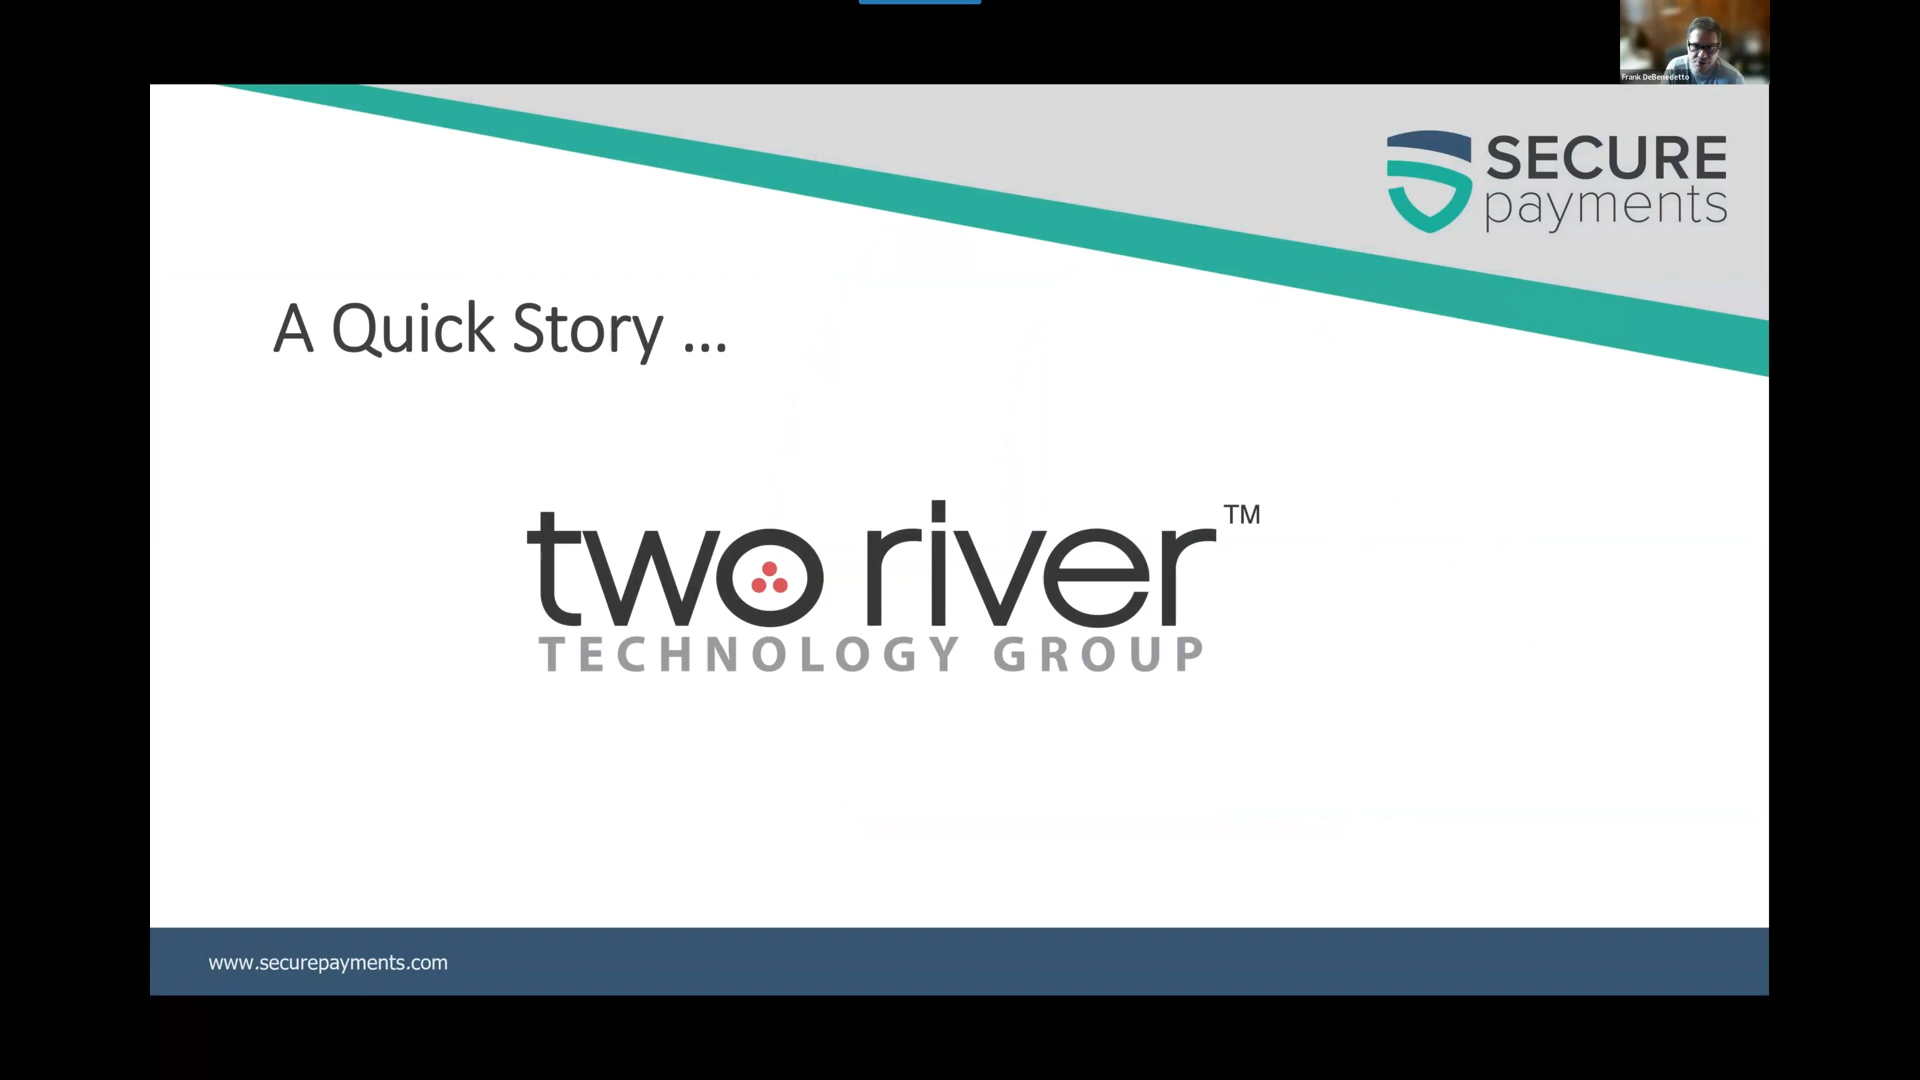 Frank DeBenedetto
SECURE
payments
A Quick Story ...
two river™
TECHNOLOGY GROUP
www.securepayments.com